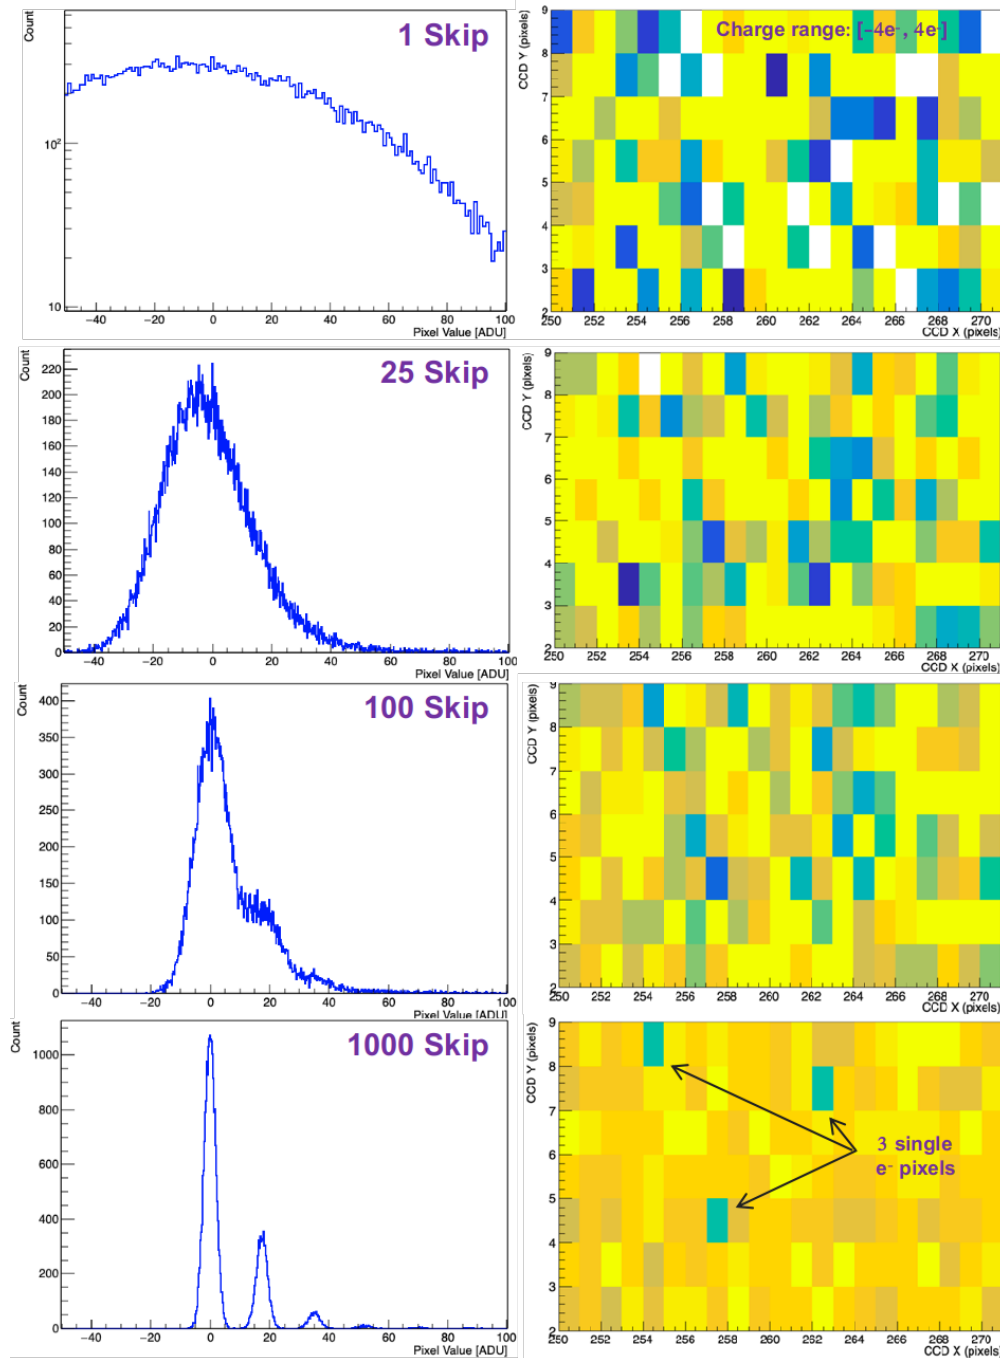 Count
1 Skip
10²
10
−40 −20 0 20 40 60 80 100
Pixel Value [ADU]
CCD Y (pixels)
Charge range: [−4e⁻, 4e⁻]
9
8
7
6
5
4
3
2
250 252 254 256 258 260 262 264 266 268 270
CCD X (pixels)
Count
25 Skip
220
200
180
160
140
120
100
80
60
40
20
0
−40 −20 0 20 40 60 80 100
Pixel Value [ADU]
CCD Y (pixels)
9
8
7
6
5
4
3
2
250 252 254 256 258 260 262 264 266 268 270
CCD X (pixels)
Count
100 Skip
400
350
300
250
200
150
100
50
0
−40 −20 0 20 40 60 80 100
Pixel Value [ADU]
CCD Y (pixels)
9
8
7
6
5
4
3
2
250 252 254 256 258 260 262 264 266 268 270
CCD X (pixels)
Count
1000 Skip
1000
800
600
400
200
0
−40 −20 0 20 40 60 80 100
Pixel Value [ADU]
CCD Y (pixels)
9
8
7
6
5
4
3
2
3 single
e⁻ pixels
250 252 254 256 258 260 262 264 266 268 270
CCD X (pixels)